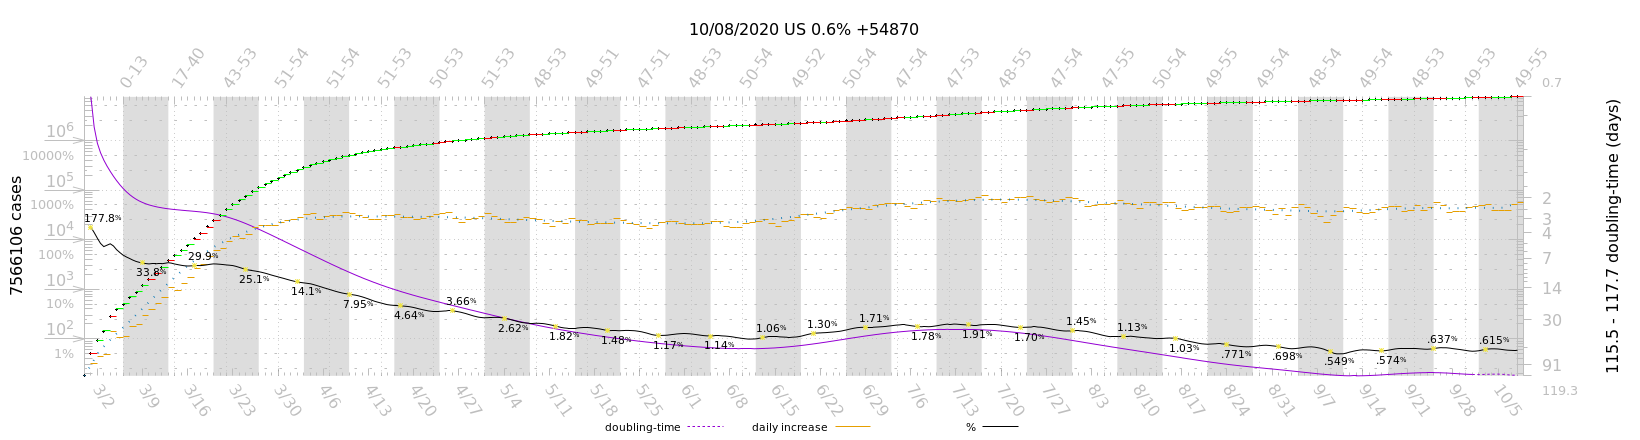 10/08/2020 US 0.6% +54870
0-13 17-40 43-53 51-54 51-54 51-53 50-53 51-53 48-53 49-51 47-51 48-53 50-54 49-52 50-54 47-54 47-53 48-55 47-54 47-55 50-54 49-55 49-54 48-54 49-54 48-53 49-53 49-55
0.7
10⁶
10000%
10⁵
1000%
10⁴
100%
10³
10%
10²
1%
7566106 cases
177.8% 33.8% 29.9% 25.1% 14.1% 7.95% 4.64% 3.66% 2.62% 1.82% 1.48% 1.17% 1.14% 1.06% 1.30% 1.71% 1.78% 1.91% 1.70% 1.45% 1.13% 1.03% .771% .698% .549% .574% .637% .615%
2
3
4
7
14
30
91
119.3
115.5 - 117.7 doubling-time (days)
3/2 3/9 3/16 3/23 3/30 4/6 4/13 4/20 4/27 5/4 5/11 5/18 5/25 6/1 6/8 6/15 6/22 6/29 7/6 7/13 7/20 7/27 8/3 8/10 8/17 8/24 8/31 9/7 9/14 9/21 9/28 10/5
doubling-time daily increase %